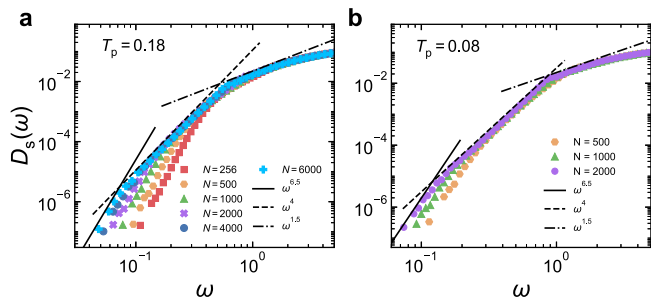 a
T_p = 0.18
D_s(ω)
10^-2
10^-4
10^-6
10^-1
10^0
ω
N = 256
N = 500
N = 1000
N = 2000
N = 4000
N = 6000
ω^6.5
ω^4
ω^1.5
b
T_p = 0.08
10^-2
10^-4
10^-6
10^-1
10^0
ω
N = 500
N = 1000
N = 2000
ω^6.5
ω^4
ω^1.5